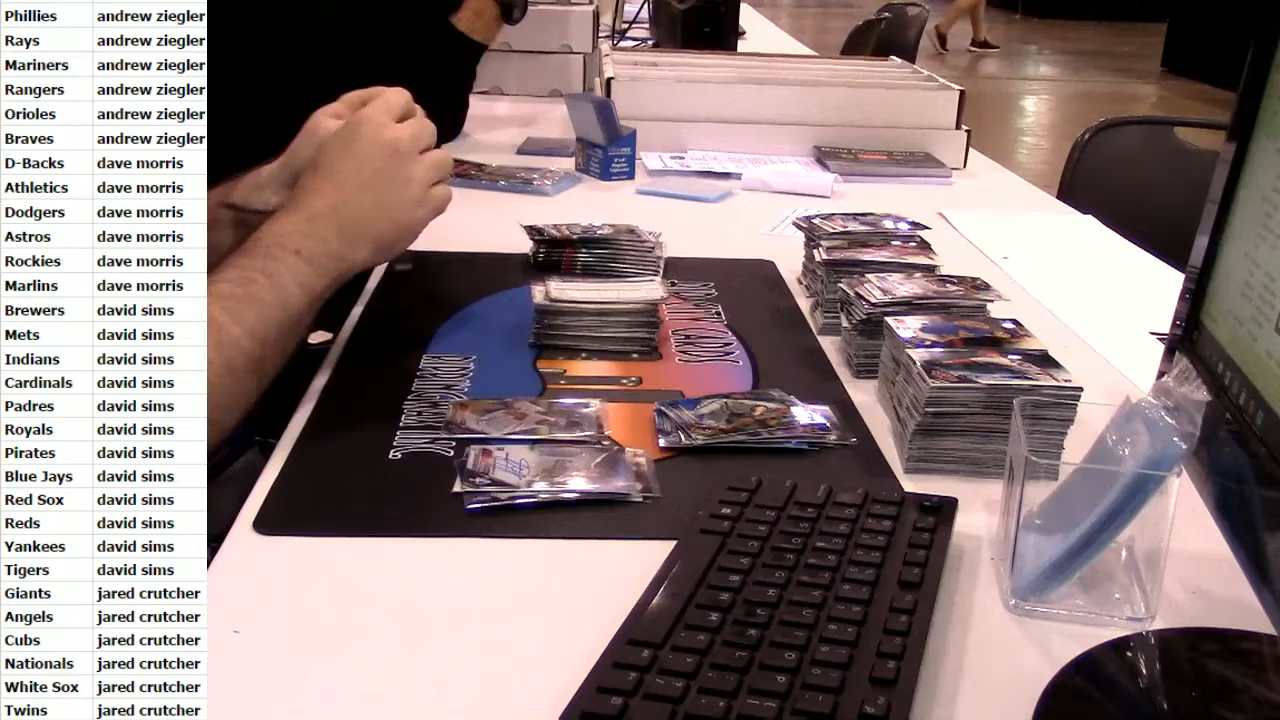 Phillies andrew ziegler
Rays andrew ziegler
Mariners andrew ziegler
Rangers andrew ziegler
Orioles andrew ziegler
Braves andrew ziegler
D-Backs dave morris
Athletics dave morris
Dodgers dave morris
Astros dave morris
Rockies dave morris
Marlins dave morris
Brewers david sims
Mets david sims
Indians david sims
Cardinals david sims
Padres david sims
Royals david sims
Pirates david sims
Blue Jays david sims
Red Sox david sims
Reds david sims
Yankees david sims
Tigers david sims
Giants jared crutcher
Angels jared crutcher
Cubs jared crutcher
Nationals jared crutcher
White Sox jared crutcher
Twins jared crutcher